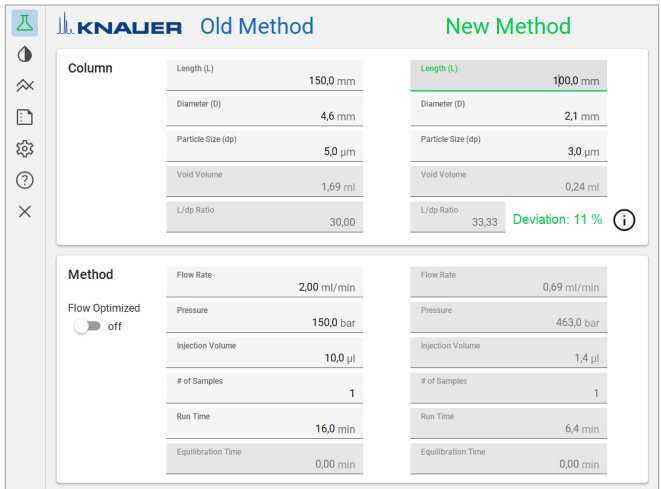 KNAUER Old Method New Method
Column
Length (L) 150,0 mm Length (L) 100,0 mm
Diameter (D) 4,6 mm Diameter (D) 2,1 mm
Particle Size (dp) 5,0 µm Particle Size (dp) 3,0 µm
Void Volume 1,69 ml Void Volume 0,24 ml
L/dp Ratio 30,00 L/dp Ratio 33,33 Deviation: 11 %
Method
Flow Rate 2,00 ml/min Flow Rate 0,69 ml/min
Flow Optimized off
Pressure 150,0 bar Pressure 463,0 bar
Injection Volume 10,0 µl Injection Volume 1,4 µl
# of Samples 1 # of Samples 1
Run Time 16,0 min Run Time 6,4 min
Equilibration Time 0,00 min Equilibration Time 0,00 min